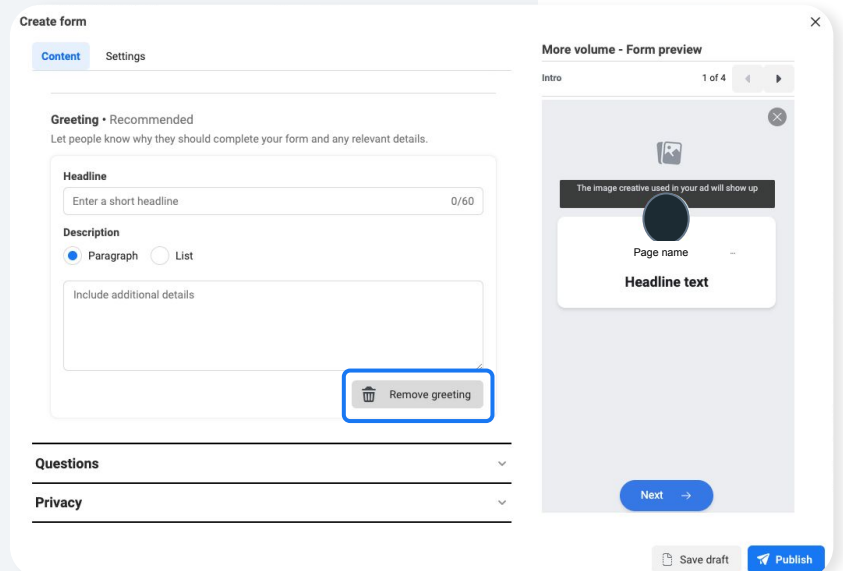 Create form
Content Settings
Greeting • Recommended
Let people know why they should complete your form and any relevant details.
Headline
Enter a short headline 0/60
Description
Paragraph List
Include additional details
Remove greeting
Questions
Privacy
More volume - Form preview
Intro 1 of 4
The image creative used in your ad will show up
Page name
Headline text
Next →
Save draft Publish